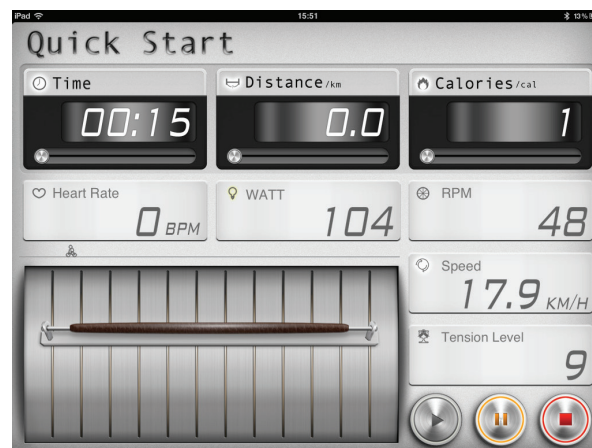 iPad 15:51 13%
Quick Start
Time Distance/km Calories/cal
00:15 0.0 1
Heart Rate WATT RPM
0 BPM 104 48
Speed
17.9 KM/H
Tension Level
9